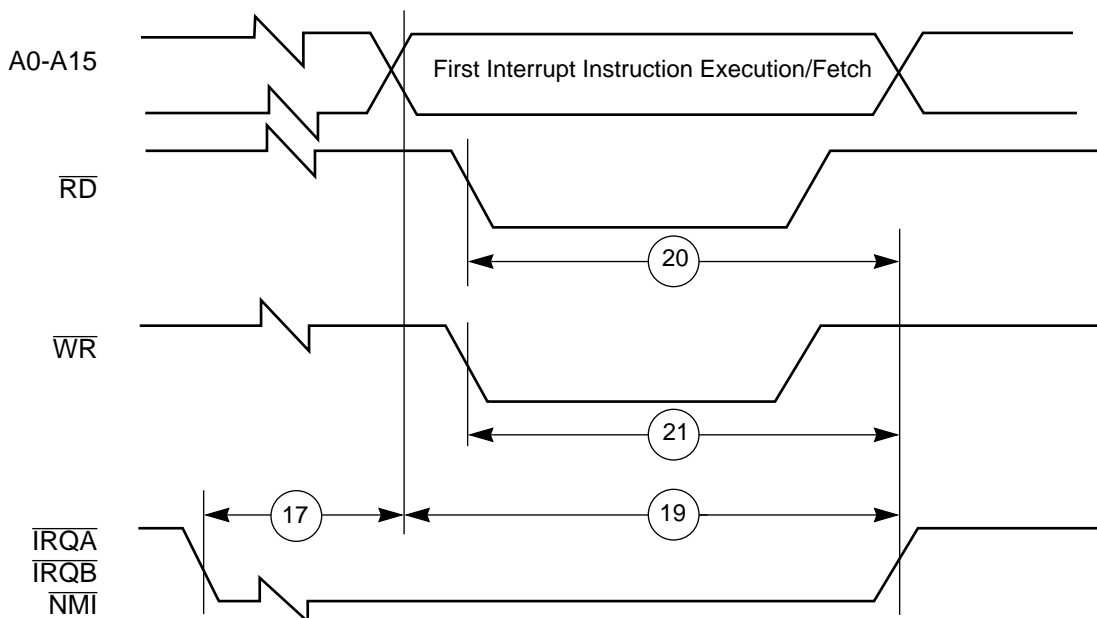 A0-A15
First Interrupt Instruction Execution/Fetch
RD
20
WR
21
17
19
IRQA
IRQB
NMI